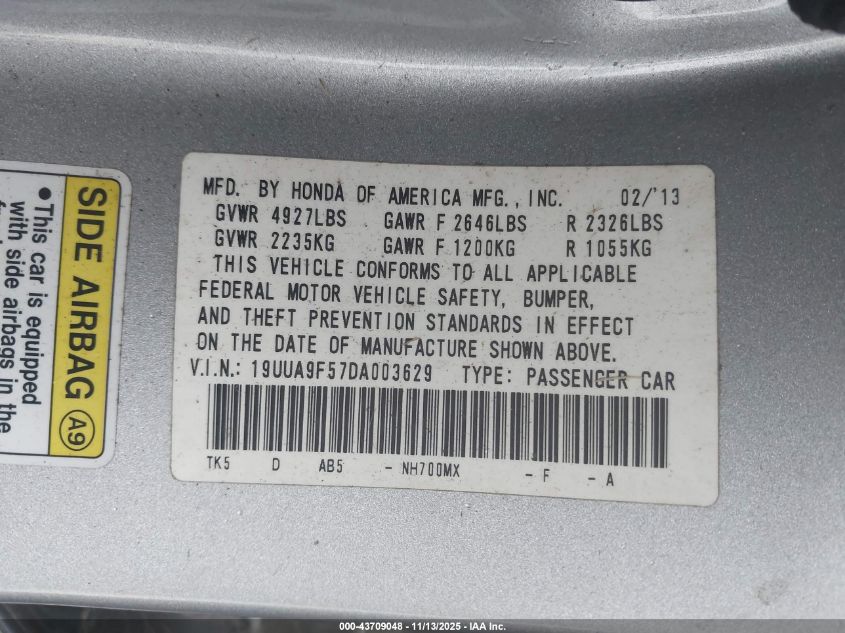 MFD. BY HONDA OF AMERICA MFG., INC. 02/'13
GVWR 4927LBS GAWR F 2646LBS R 2326LBS
GVWR 2235KG GAWR F 1200KG R 1055KG
THIS VEHICLE CONFORMS TO ALL APPLICABLE
FEDERAL MOTOR VEHICLE SAFETY, BUMPER,
AND THEFT PREVENTION STANDARDS IN EFFECT
ON THE DATE OF MANUFACTURE SHOWN ABOVE.
V.I.N.: 19UUA9F57DA003629 TYPE: PASSENGER CAR
TK5 D AB5 - NH700MX - F - A
SIDE AIRBAG A9
• This car is equipped
with side airbags in the
000-43709048 - 11/13/2025 - IAA Inc.